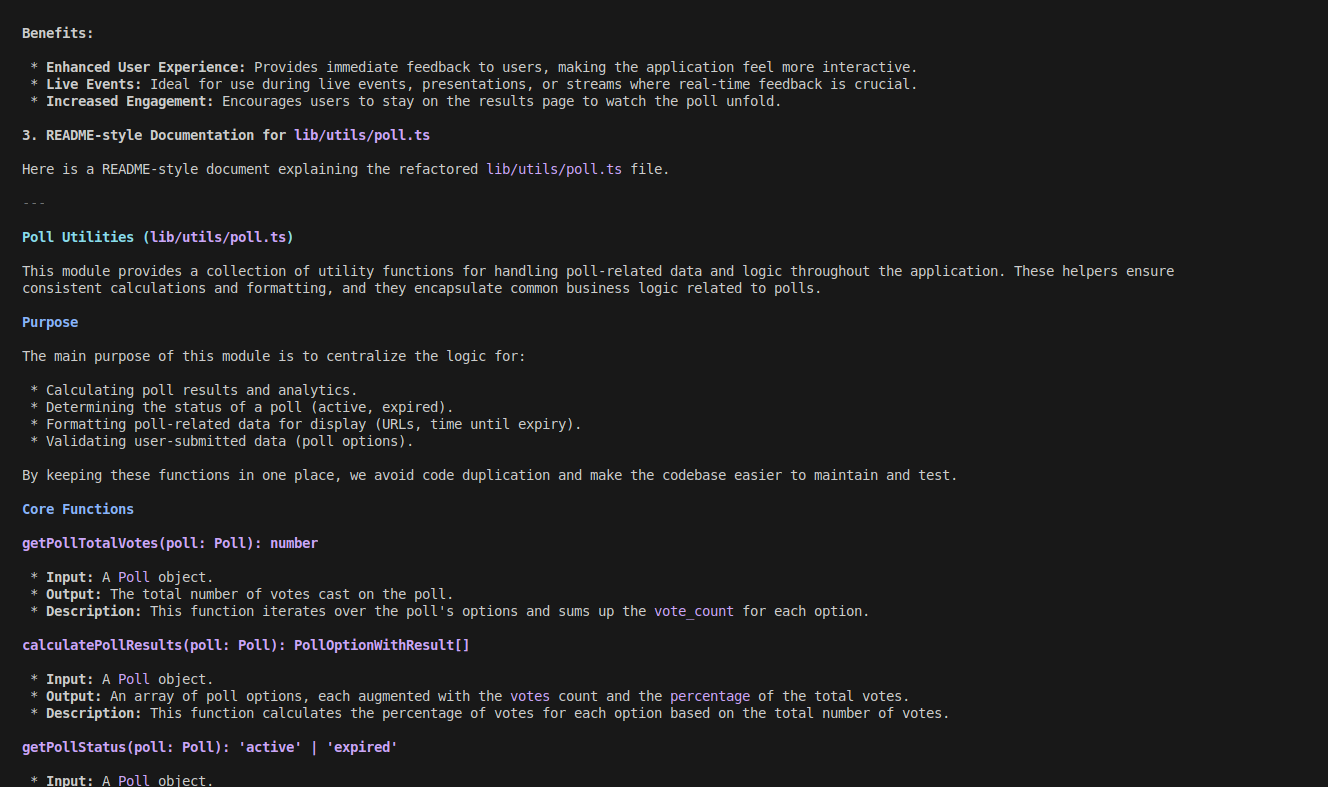 Benefits:
* Enhanced User Experience: Provides immediate feedback to users, making the application feel more interactive.
* Live Events: Ideal for use during live events, presentations, or streams where real-time feedback is crucial.
* Increased Engagement: Encourages users to stay on the results page to watch the poll unfold.
3. README-style Documentation for lib/utils/poll.ts
Here is a README-style document explaining the refactored lib/utils/poll.ts file.
---
Poll Utilities (lib/utils/poll.ts)
This module provides a collection of utility functions for handling poll-related data and logic throughout the application. These helpers ensure
consistent calculations and formatting, and they encapsulate common business logic related to polls.
Purpose
The main purpose of this module is to centralize the logic for:
* Calculating poll results and analytics.
* Determining the status of a poll (active, expired).
* Formatting poll-related data for display (URLs, time until expiry).
* Validating user-submitted data (poll options).
By keeping these functions in one place, we avoid code duplication and make the codebase easier to maintain and test.
Core Functions
getPollTotalVotes(poll: Poll): number
* Input: A Poll object.
* Output: The total number of votes cast on the poll.
* Description: This function iterates over the poll's options and sums up the vote_count for each option.
calculatePollResults(poll: Poll): PollOptionWithResult[]
* Input: A Poll object.
* Output: An array of poll options, each augmented with the votes count and the percentage of the total votes.
* Description: This function calculates the percentage of votes for each option based on the total number of votes.
getPollStatus(poll: Poll): 'active' | 'expired'
* Input: A Poll object.